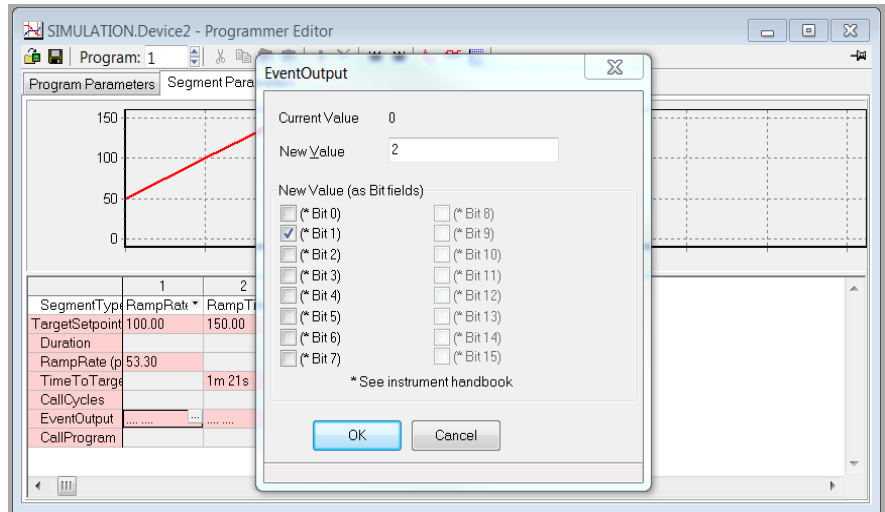 SIMULATION.Device2 - Programmer Editor
Program: 1
Program Parameters Segment Para
150
100
50
0
1 2
SegmentType RampRate RampTi
TargetSetpoint 100.00 150.00
Duration
RampRate (p 53.30
TimeToTarge 1m 21s
CallCycles
EventOutput .... .... ... .... ....
CallProgram
EventOutput
Current Value 0
New Value 2
New Value (as Bitfields)
(* Bit 0) (* Bit 8)
(* Bit 1) (* Bit 9)
(* Bit 2) (* Bit 10)
(* Bit 3) (* Bit 11)
(* Bit 4) (* Bit 12)
(* Bit 5) (* Bit 13)
(* Bit 6) (* Bit 14)
(* Bit 7) (* Bit 15)
* See instrument handbook
OK Cancel